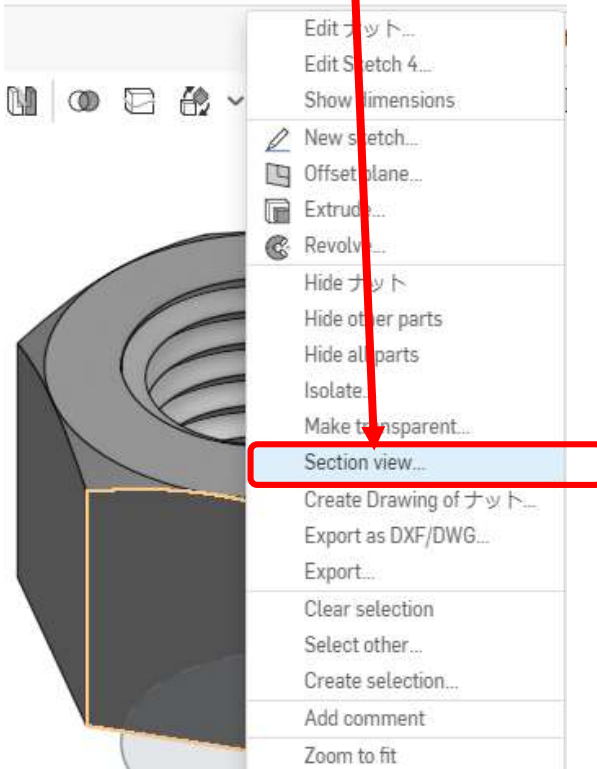 Edit ナット...
Edit Sketch 4...
Show dimensions
New sketch...
Offset plane...
Extrude...
Revolve...
Hide ナット
Hide other parts
Hide all parts
Isolate...
Make transparent...
Section view...
Create Drawing of ナット...
Export as DXF/DWG...
Export...
Clear selection
Select other...
Create selection...
Add comment
Zoom to fit